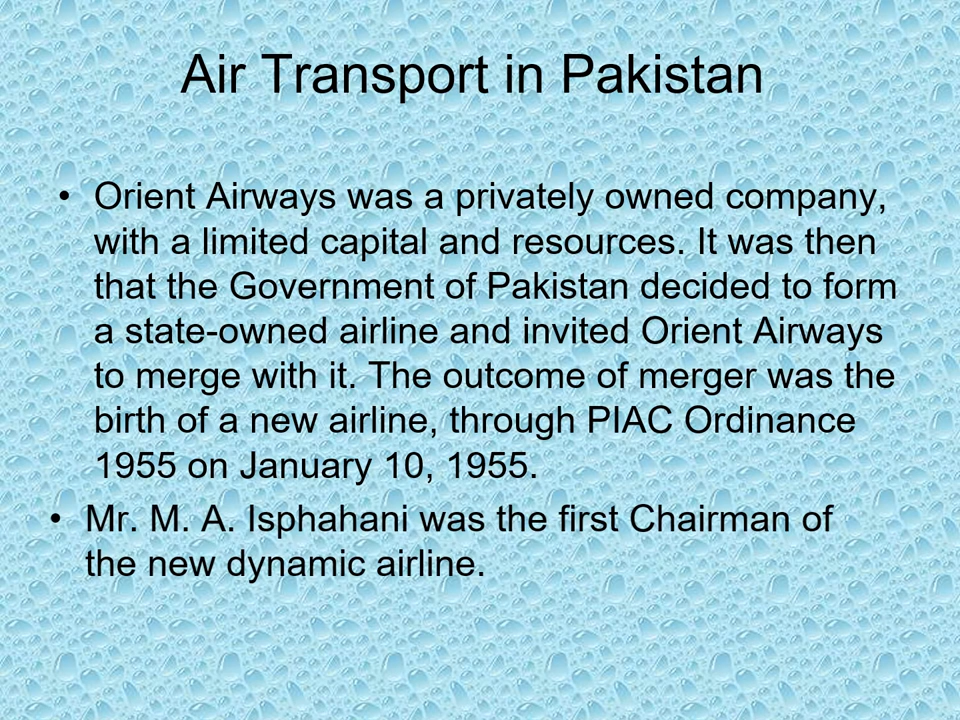 Air Transport in Pakistan
• Orient Airways was a privately owned company,
with a limited capital and resources. It was then
that the Government of Pakistan decided to form
a state-owned airline and invited Orient Airways
to merge with it. The outcome of merger was the
birth of a new airline, through PIAC Ordinance
1955 on January 10, 1955.
• Mr. M. A. Isphahani was the first Chairman of
the new dynamic airline.